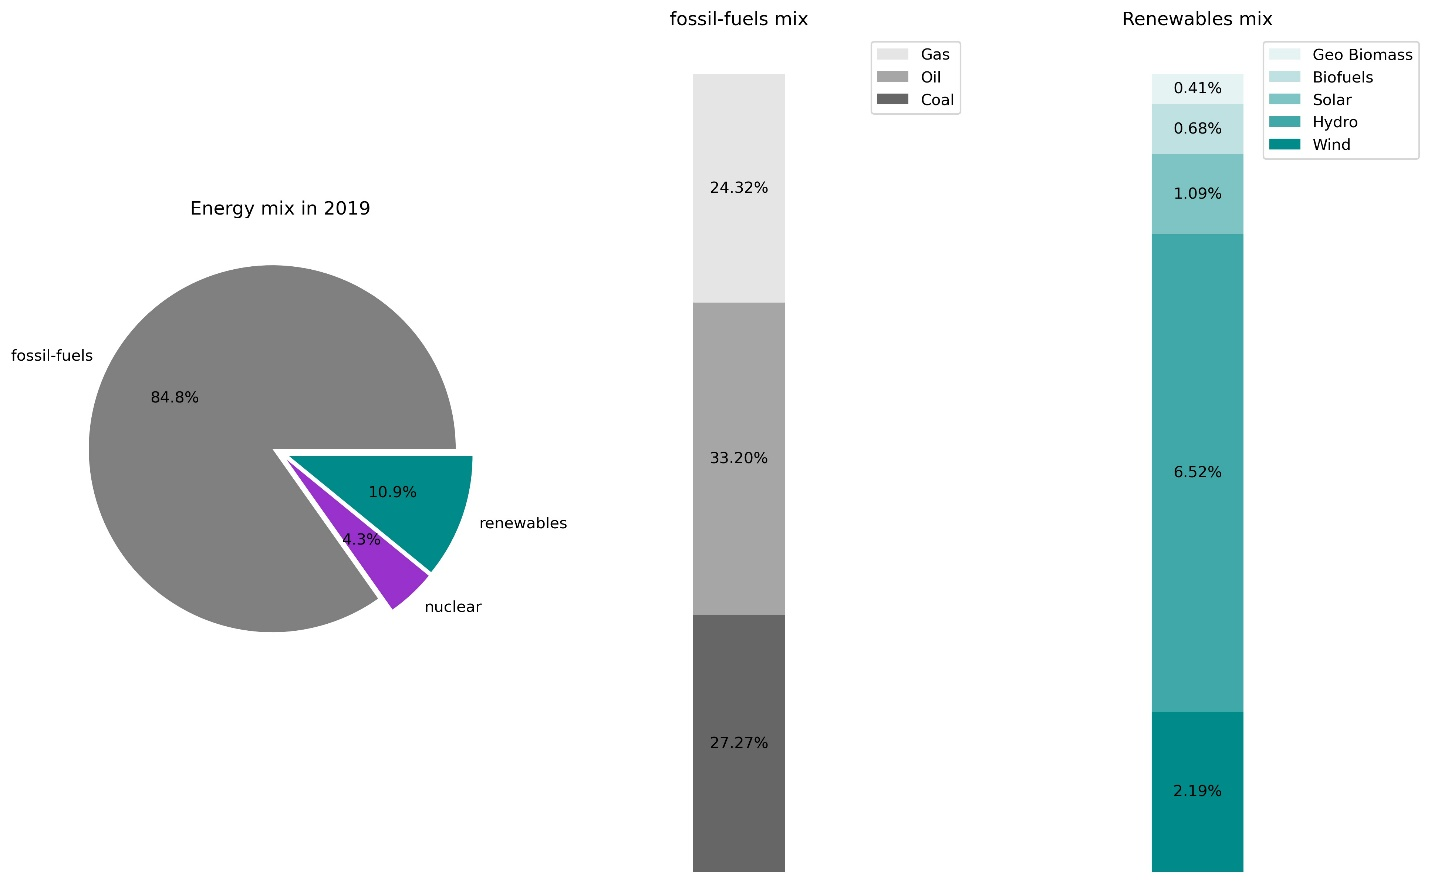 Energy mix in 2019
fossil-fuels
84.8%
10.9%
renewables
4.3%
nuclear
fossil-fuels mix
Gas
Oil
Coal
24.32%
33.20%
27.27%
Renewables mix
Geo Biomass
Biofuels
Solar
Hydro
Wind
0.41%
0.68%
1.09%
6.52%
2.19%